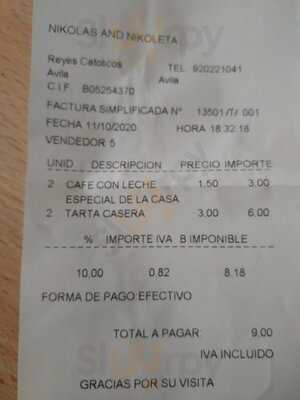 NIKOLAS AND NIKOLETA
Reyes Catolicos TEL 920221041
Avila Avila
C I F B05254370
FACTURA SIMPLIFICADA Nº 13501/T/ 001
FECHA 11/10/2020 HORA 18:32:18
VENDEDOR 5
UNID DESCRIPCION PRECIO IMPORTE
2 CAFE CON LECHE 1.50 3.00
ESPECIAL DE LA CASA
2 TARTA CASERA 3.00 6.00
% IMPORTE IVA B IMPONIBLE
10.00 0.82 8.18
FORMA DE PAGO:EFECTIVO
TOTAL A PAGAR: 9,00
IVA INCLUIDO
GRACIAS POR SU VISITA